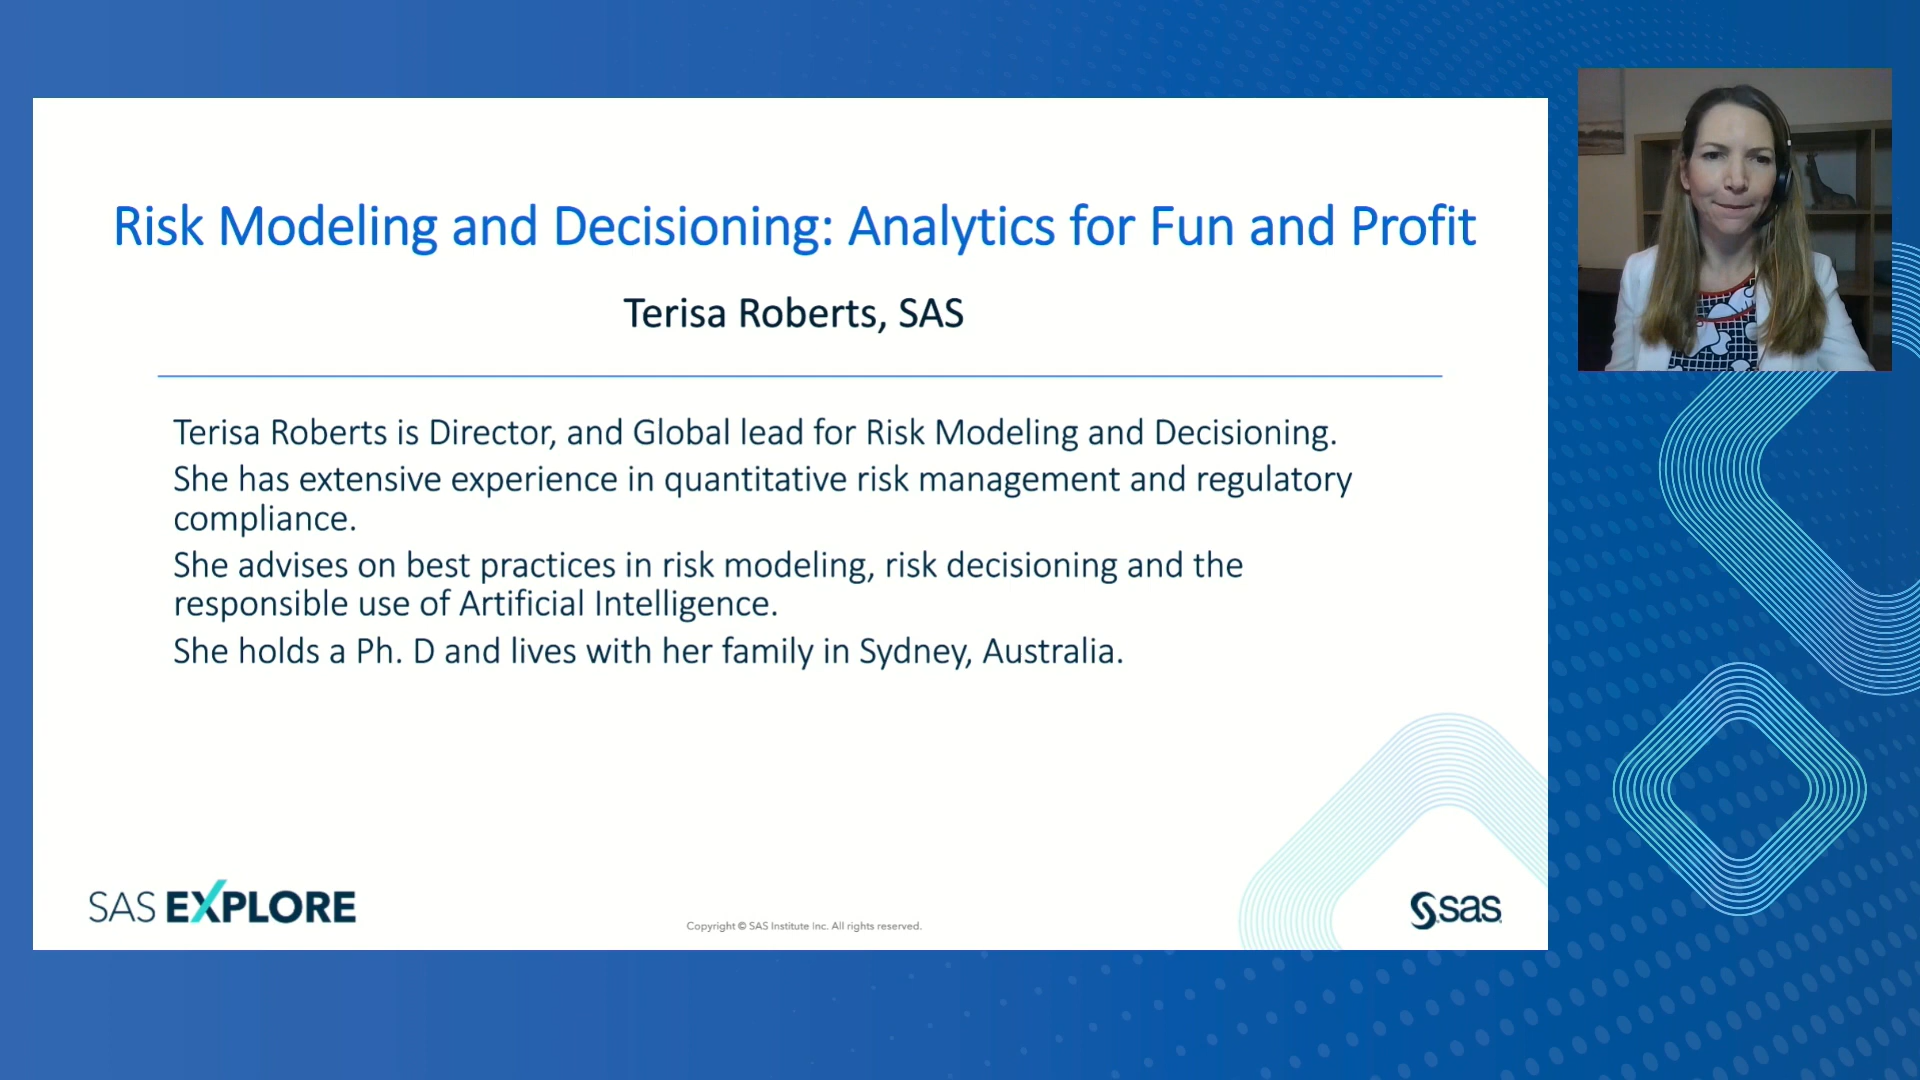 Risk Modeling and Decisioning: Analytics for Fun and Profit
Terisa Roberts, SAS
Terisa Roberts is Director, and Global lead for Risk Modeling and Decisioning.
She has extensive experience in quantitative risk management and regulatory
compliance.
She advises on best practices in risk modeling, risk decisioning and the
responsible use of Artificial Intelligence.
She holds a Ph. D and lives with her family in Sydney, Australia.
SAS EXPLORE
Copyright © SAS Institute Inc. All rights reserved.
sas